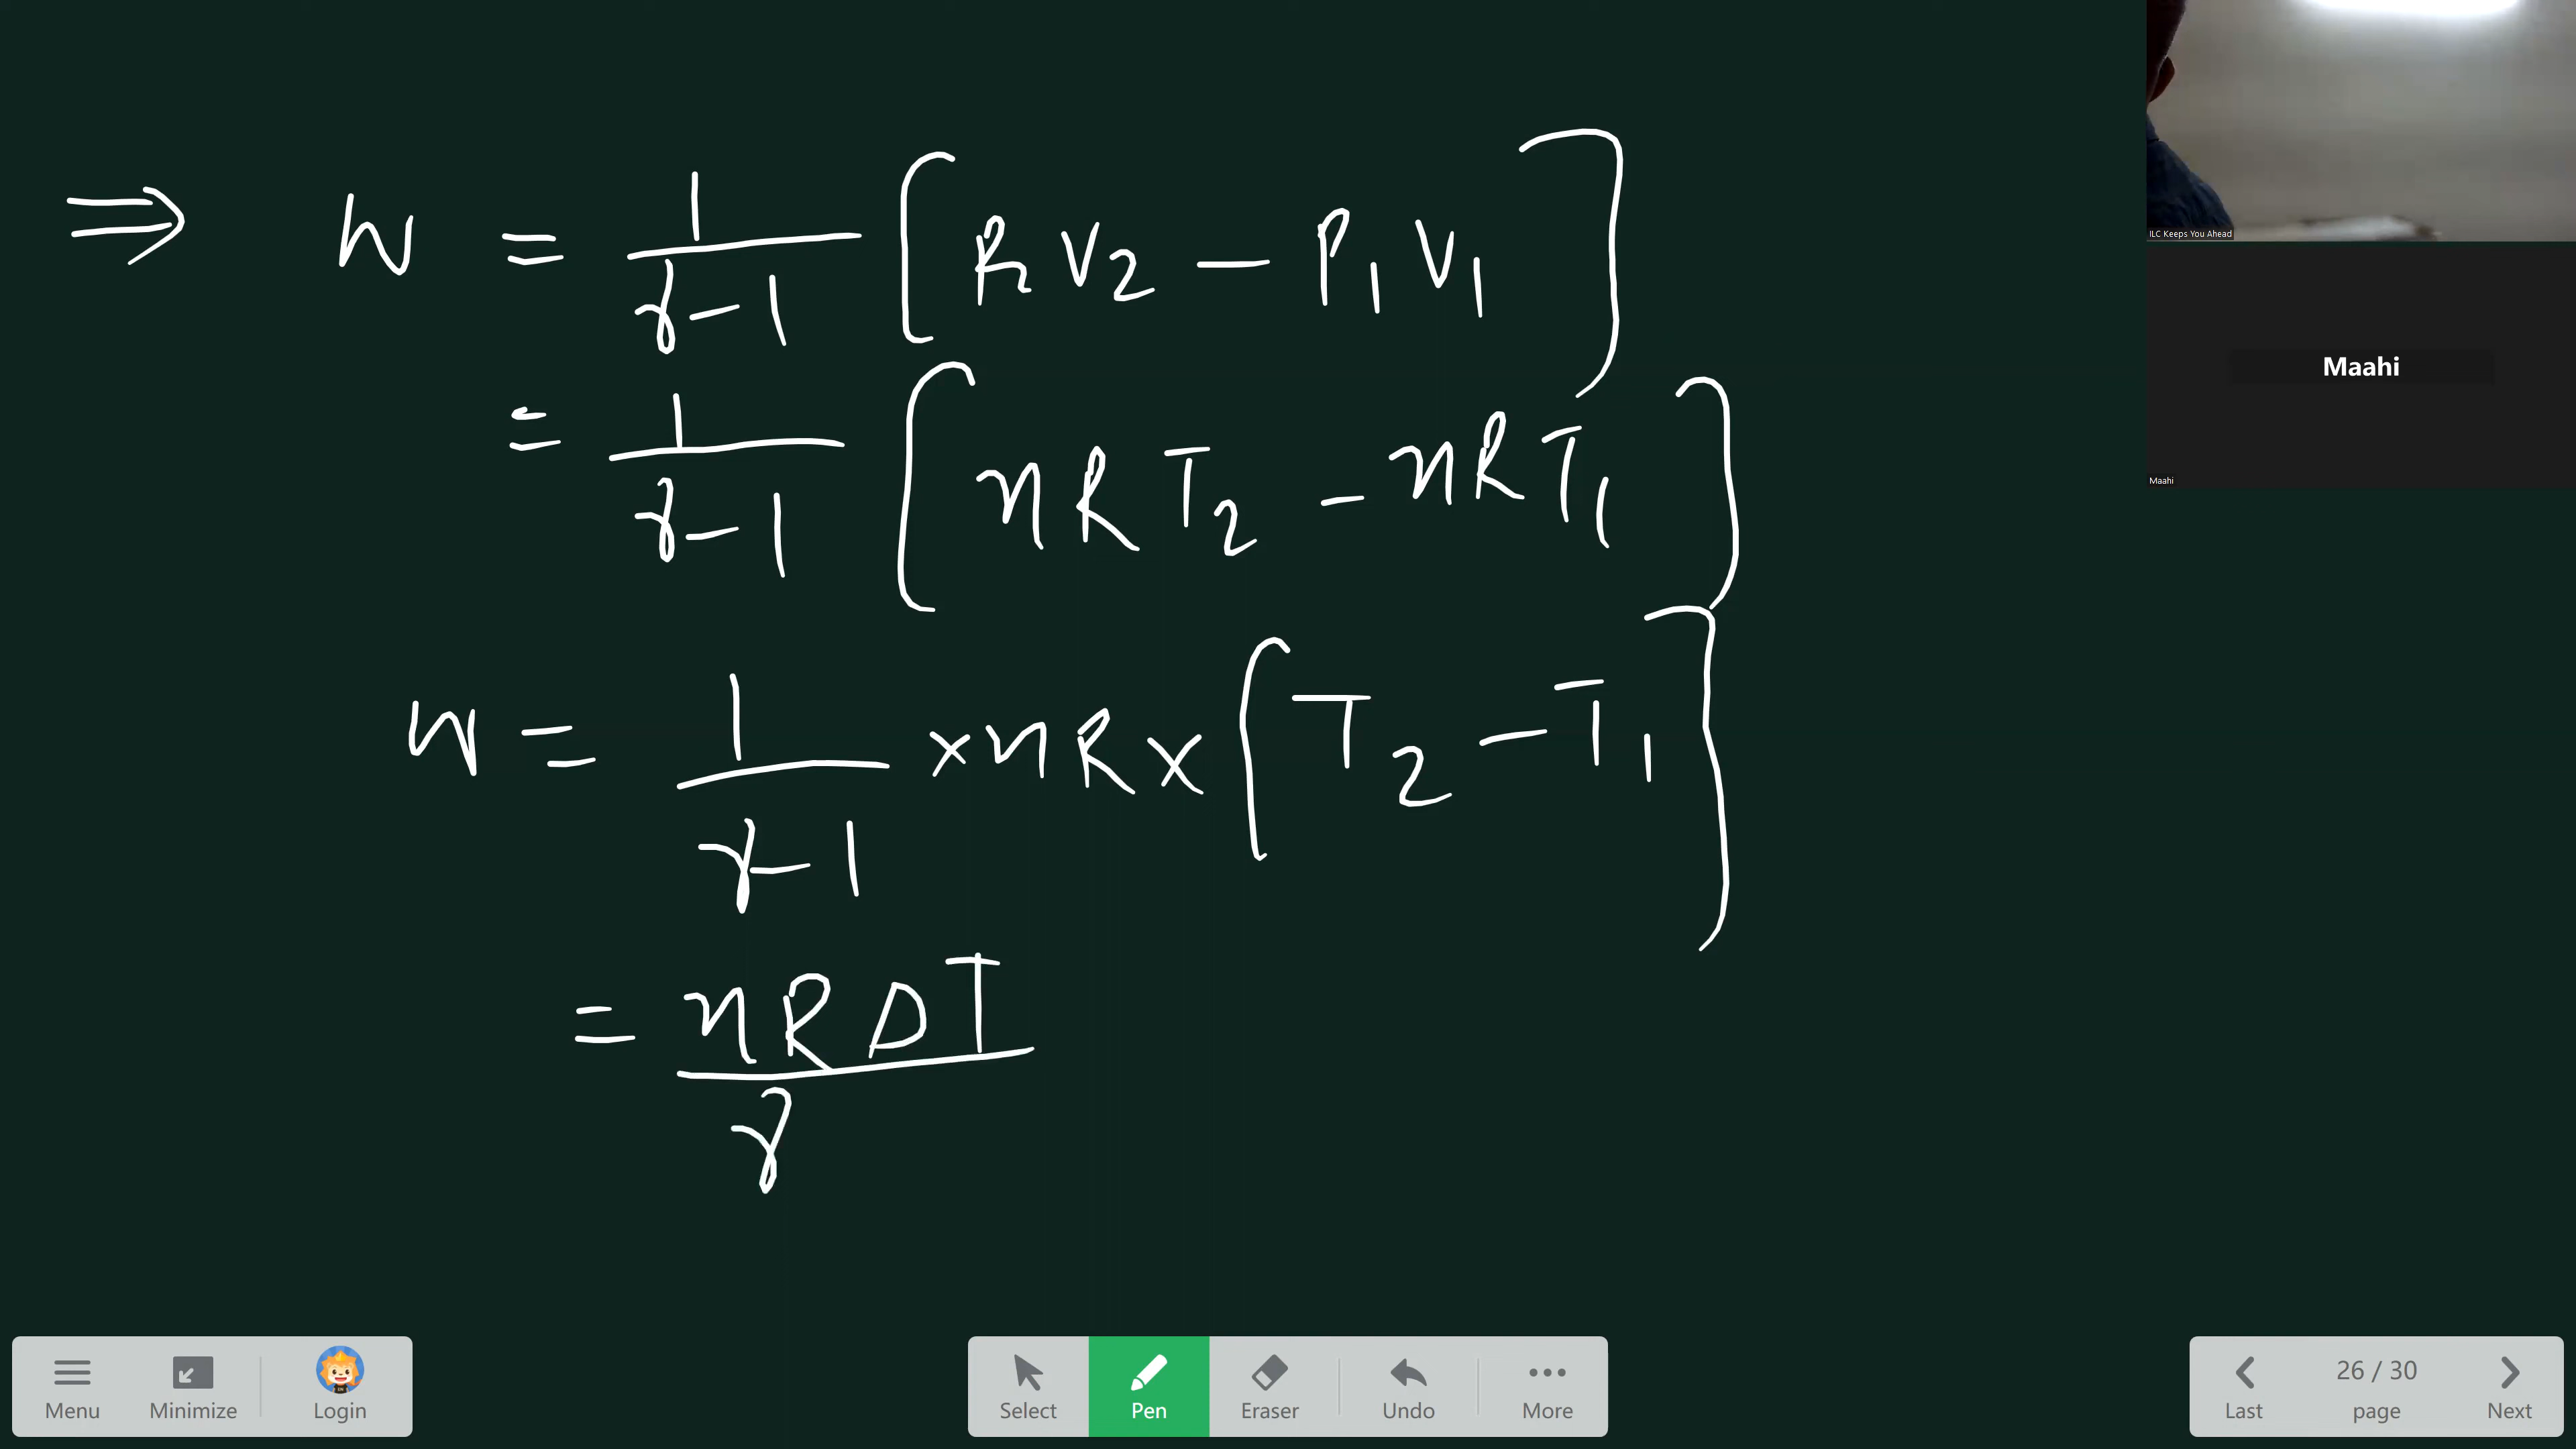 ⇒ W = 1/(γ-1) [P₂V₂ - P₁V₁]
= 1/(γ-1) [nRT₂ - nRT₁]
W = 1/(γ-1) × nR × [T₂ - T₁]
= nRΔT/γ
ILC Keeps You Ahead
Maahi
Maahi
Menu
Minimize
Login
Select
Pen
Eraser
Undo
More
Last
26 / 30
page
Next